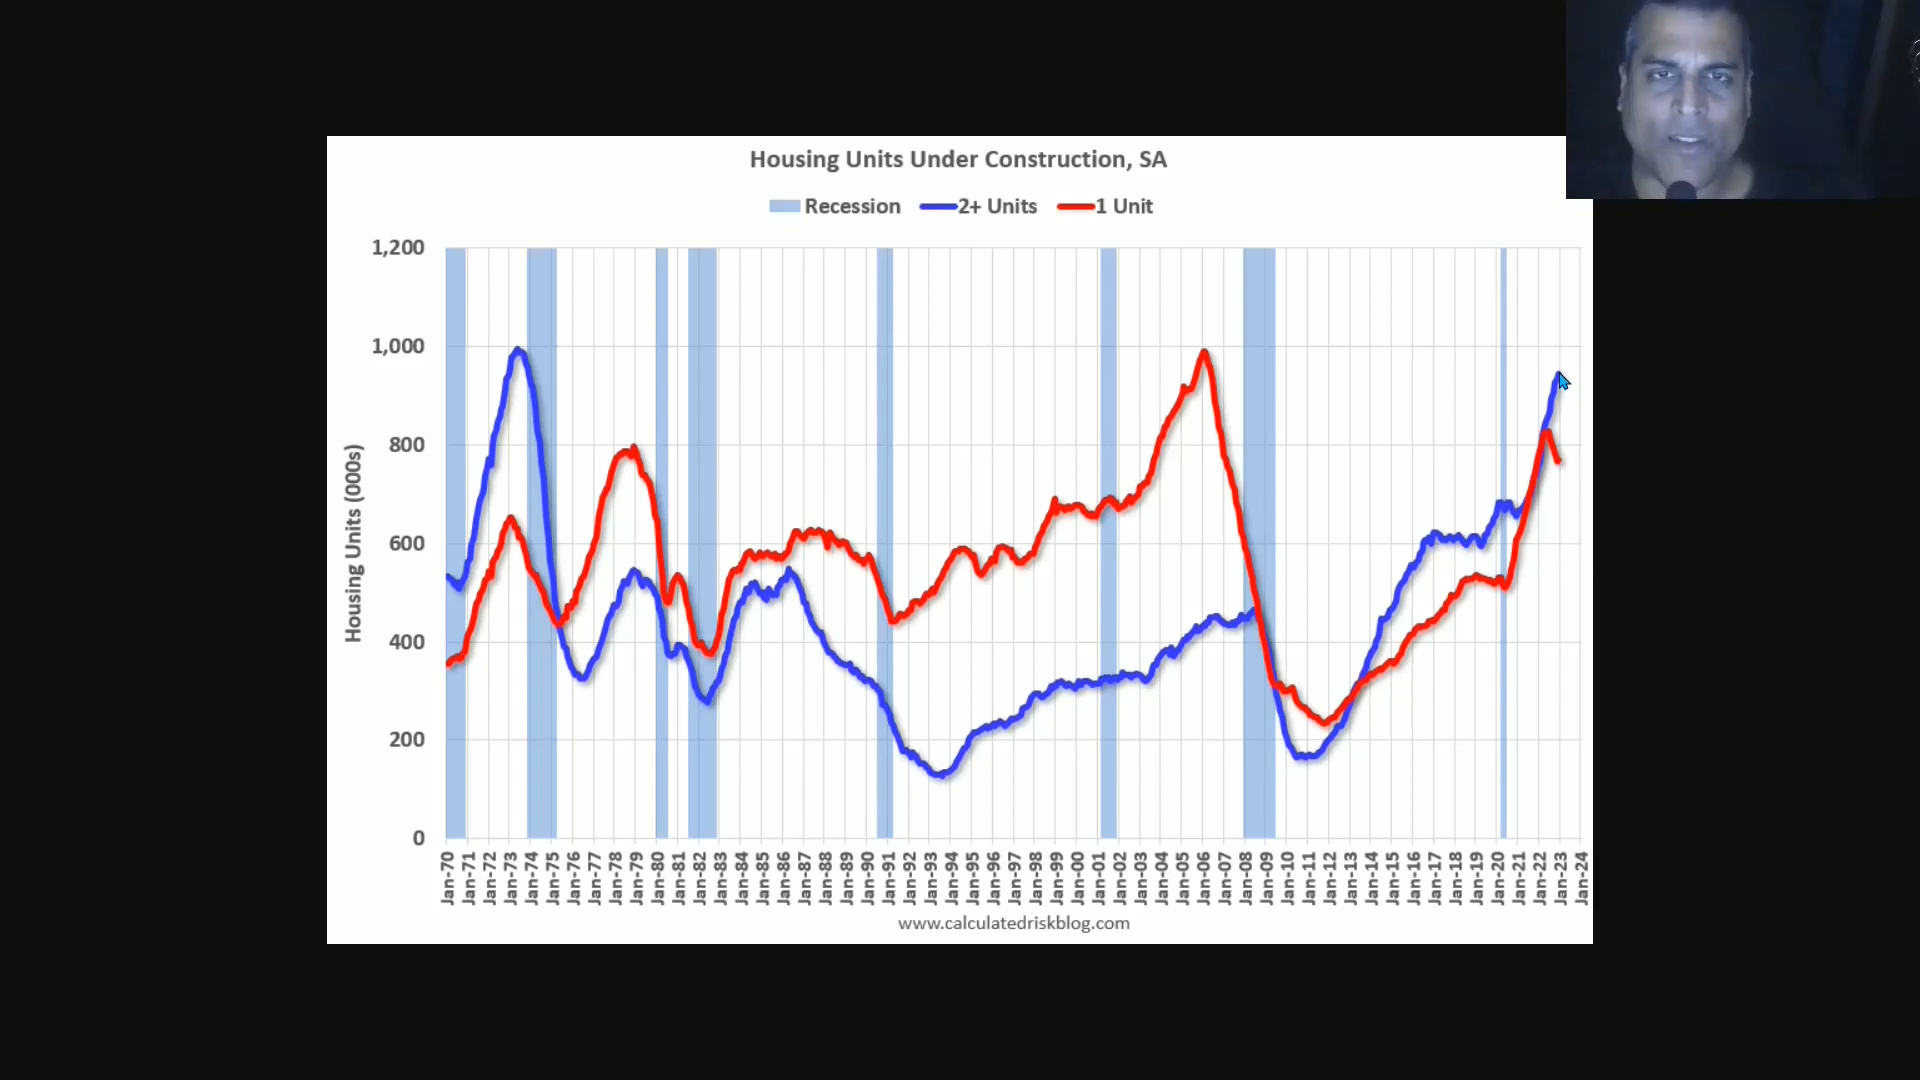 Housing Units Under Construction, SA
Recession 2+ Units 1 Unit
Housing Units (000s)
1,200
1,000
800
600
400
200
0
Jan-70 Jan-71 Jan-72 Jan-73 Jan-74 Jan-75 Jan-76 Jan-77 Jan-78 Jan-79 Jan-80 Jan-81 Jan-82 Jan-83 Jan-84 Jan-85 Jan-86 Jan-87 Jan-88 Jan-89 Jan-90 Jan-91 Jan-92 Jan-93 Jan-94 Jan-95 Jan-96 Jan-97 Jan-98 Jan-99 Jan-00 Jan-01 Jan-02 Jan-03 Jan-04 Jan-05 Jan-06 Jan-07 Jan-08 Jan-09 Jan-10 Jan-11 Jan-12 Jan-13 Jan-14 Jan-15 Jan-16 Jan-17 Jan-18 Jan-19 Jan-20 Jan-21 Jan-22 Jan-23 Jan-24
www.calculatedriskblog.com